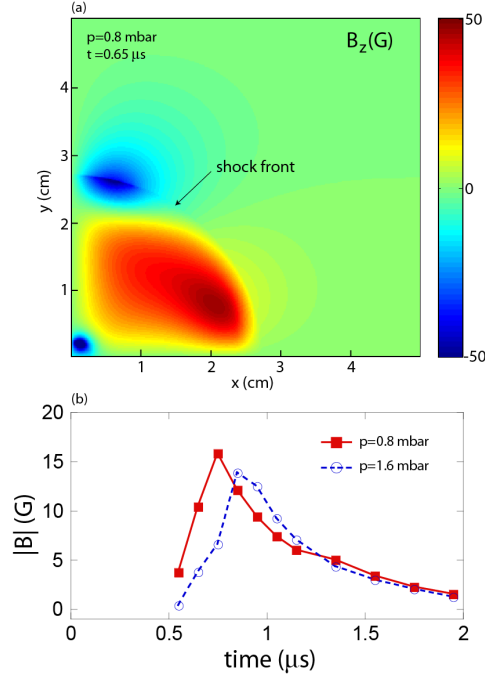 (a)
p=0.8 mbar
t =0.65 μs
B_z(G)
shock front
y (cm)
5
4
3
2
1
1
2
3
4
x (cm)
50
0
-50
(b)
p=0.8 mbar
p=1.6 mbar
|B| (G)
20
15
10
5
0
0
0.5
1
1.5
2
time (μs)